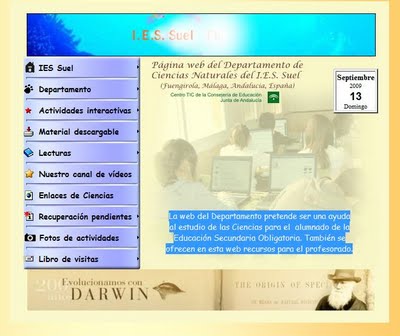 I.E.S. Suel
Página web del Departamento de
Ciencias Naturales del I.E.S. Suel
(Fuengirola, Málaga, Andalucía, España)
Centro TIC de la Consejería de Educación
Junta de Andalucía
Septiembre
2009
13
Domingo
IES Suel
Departamento
Actividades interactivas
Material descargable
Lecturas
Nuestro canal de vídeos
Enlaces de Ciencias
Recuperación pendientes
Fotos de actividades
Libro de visitas
La web del Departamento pretende ser una ayuda
al estudio de las Ciencias para el alumnado de la
Educación Secundaria Obligatoria. También se
ofrecen en esta web recursos para el profesorado.
200 años
Evolucionamos con
DARWIN
THE ORIGIN OF SPECI